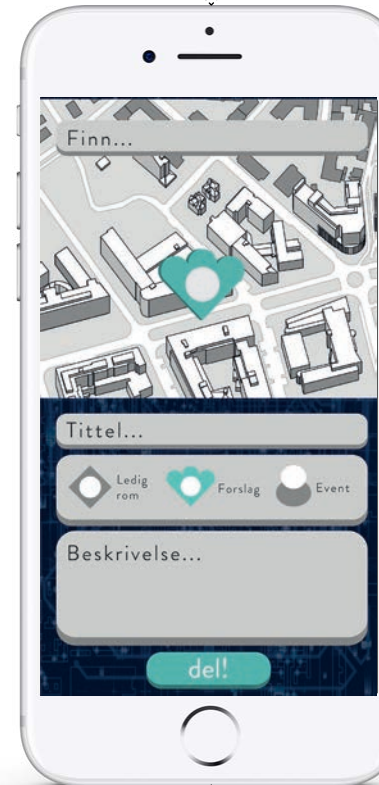 Finn...
Tittel...
Ledig
rom
Forslag
Event
Beskrivelse...
del!